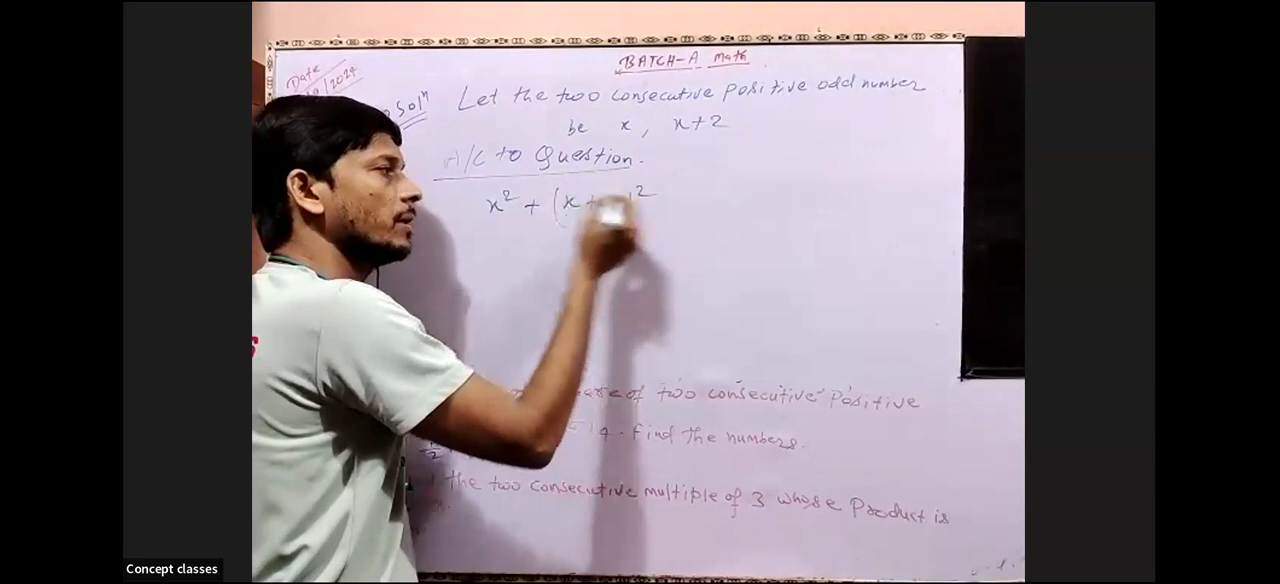 BATCH-A Math
Date
/2024
Solⁿ Let the two consecutive positive odd number
be x, x+2
A/C to Question.
x² + (x+ )²
of two consecutive Positive
Find the numbers.
the two consecutive multiple of 3 whose Product is
Concept classes